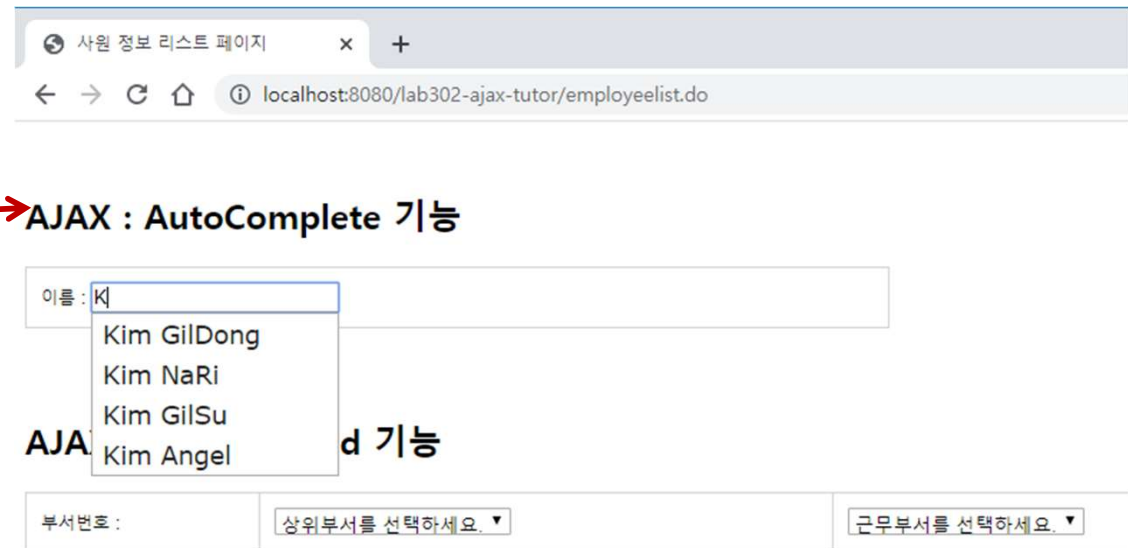 사원 정보 리스트 페이지
localhost:8080/lab302-ajax-tutor/employeelist.do
AJAX : AutoComplete 기능
이름 : K
Kim GilDong
Kim NaRi
Kim GilSu
Kim Angel
AJA d 기능
부서번호 :
상위부서를 선택하세요.
근무부서를 선택하세요.